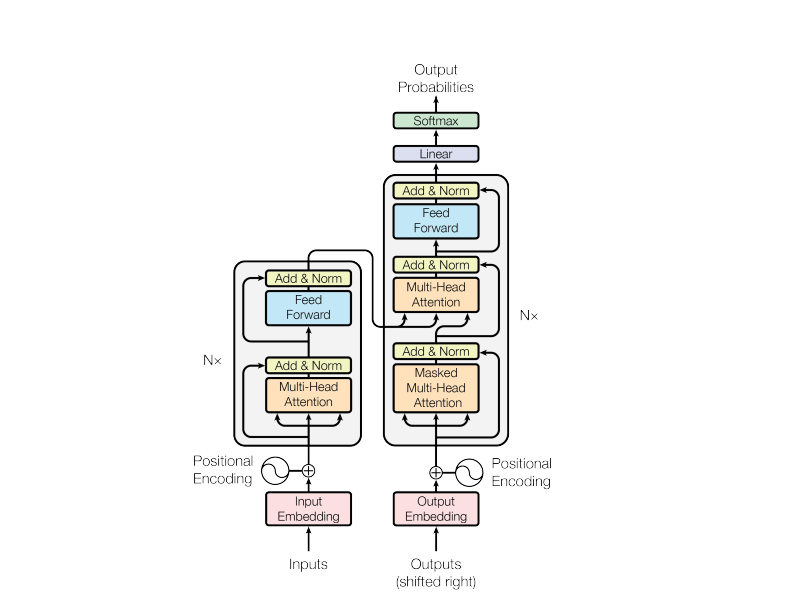 Output
Probabilities
Softmax
Linear
Add & Norm
Feed
Forward
Add & Norm
Multi-Head
Attention
Add & Norm
Masked
Multi-Head
Attention
N×
Add & Norm
Feed
Forward
Add & Norm
Multi-Head
Attention
N×
Positional
Encoding
Positional
Encoding
Input
Embedding
Output
Embedding
Inputs
Outputs
(shifted right)